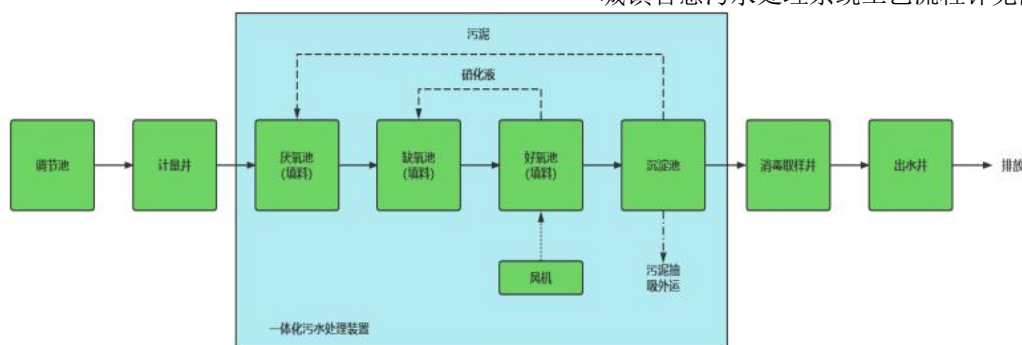 污泥
硝化液
调节池
计量井
厌氧池
(填料)
缺氧池
(填料)
好氧池
(填料)
沉淀池
消毒取样井
出水井
排放
风机
污泥抽
吸外运
一体化污水处理装置